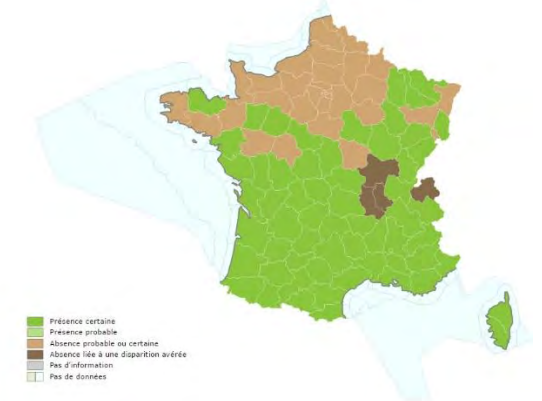 Présence certaine
Présence probable
Absence probable ou certaine
Absence liée à une disparition avérée
Pas d'information
Pas de données